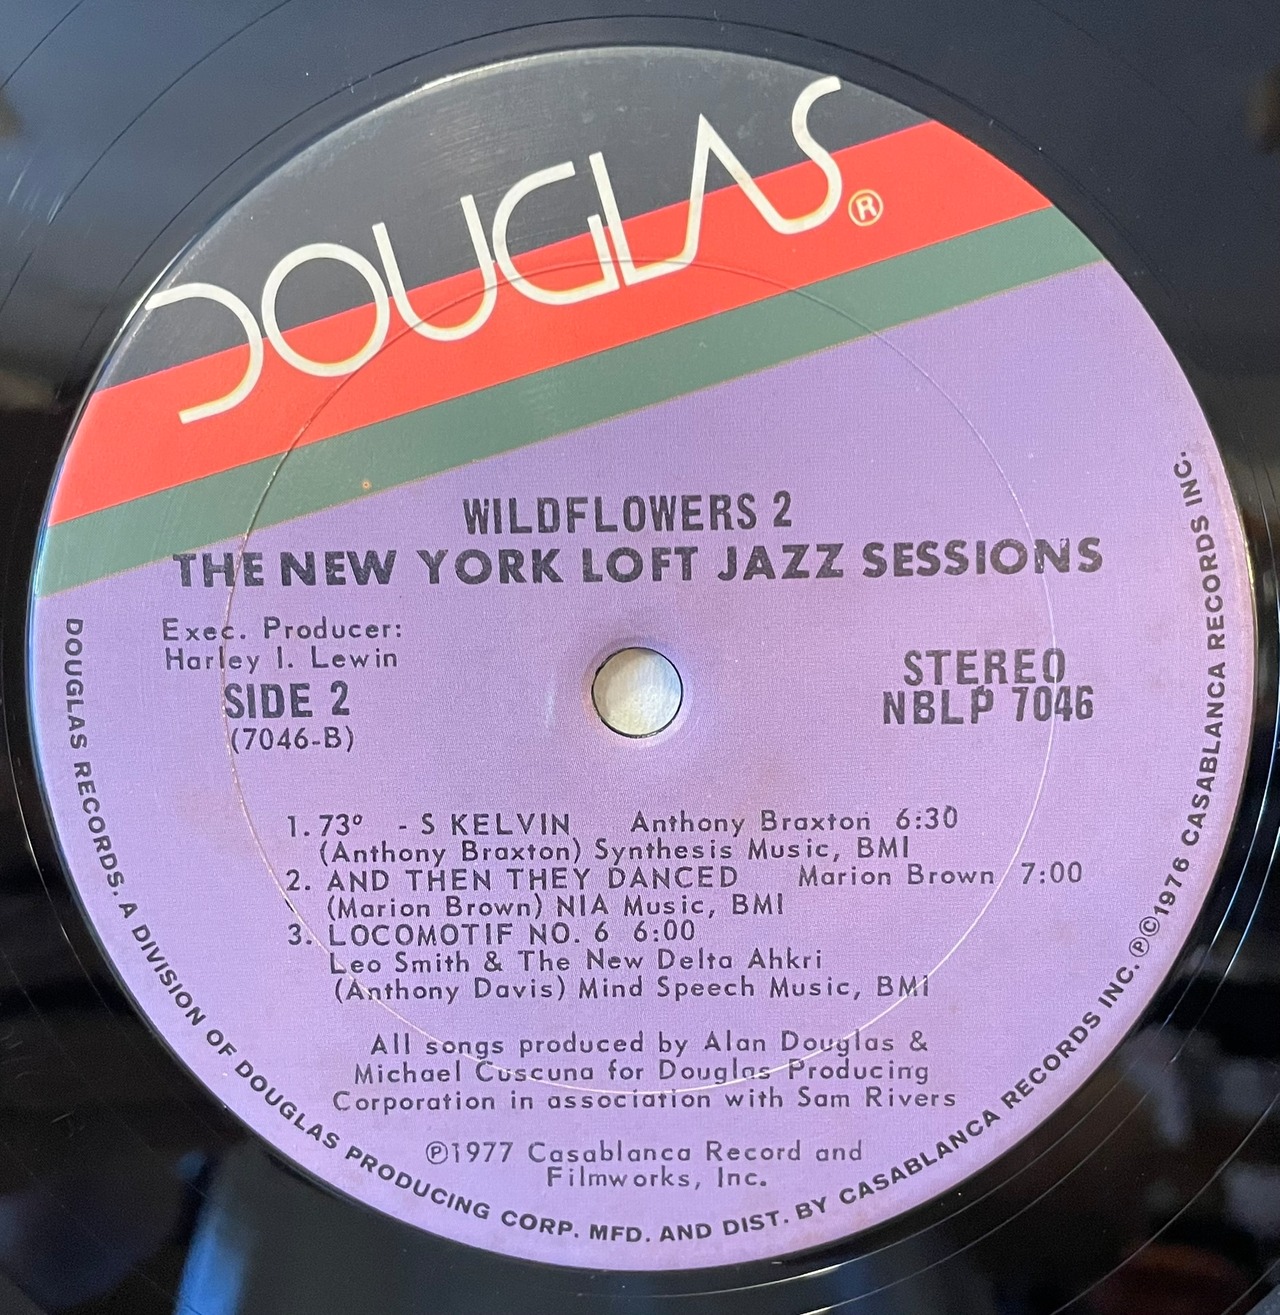 DOUGLAS®
WILDFLOWERS 2
THE NEW YORK LOFT JAZZ SESSIONS
Exec. Producer:
Harley I. Lewin
SIDE 2
(7046-B)
STEREO
NBLP 7046
1. 73° - S KELVIN Anthony Braxton 6:30
(Anthony Braxton) Synthesis Music, BMI
2. AND THEN THEY DANCED Marion Brown 7:00
(Marion Brown) NIA Music, BMI
3. LOCOMOTIF NO. 6 6:00
Leo Smith & The New Delta Ahkri
(Anthony Davis) Mind Speech Music, BMI
All songs produced by Alan Douglas &
Michael Cuscuna for Douglas Producing
Corporation in association with Sam Rivers
℗1977 Casablanca Record and
Filmworks, Inc.
DOUGLAS RECORDS. A DIVISION OF DOUGLAS PRODUCING CORP. MFD. AND DIST. BY CASABLANCA RECORDS INC. ℗©1976 CASABLANCA RECORDS INC.